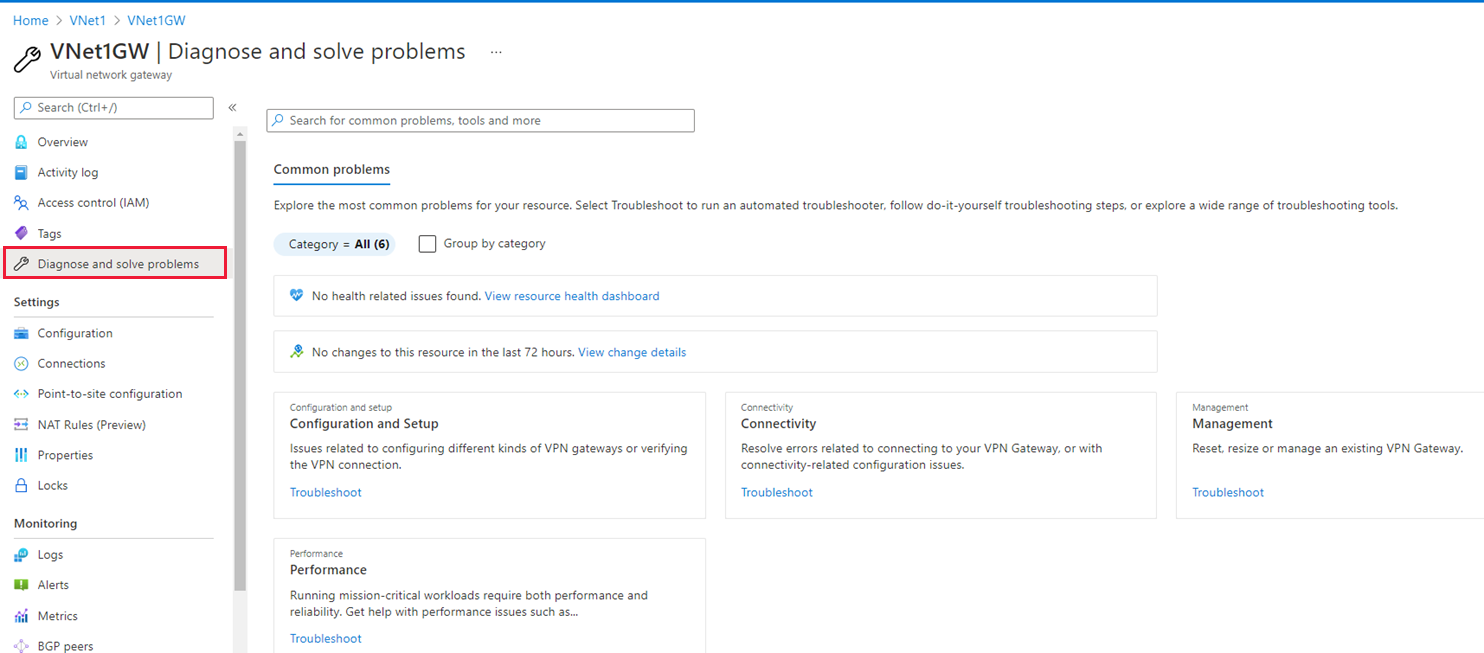 Home > VNet1 > VNet1GW
VNet1GW | Diagnose and solve problems ...
Virtual network gateway
Search (Ctrl+/)
«
Overview
Activity log
Access control (IAM)
Tags
Diagnose and solve problems
Settings
Configuration
Connections
Point-to-site configuration
NAT Rules (Preview)
Properties
Locks
Monitoring
Logs
Alerts
Metrics
BGP peers
Search for common problems, tools and more
Common problems
Explore the most common problems for your resource. Select Troubleshoot to run an automated troubleshooter, follow do-it-yourself troubleshooting steps, or explore a wide range of troubleshooting tools.
Category = All (6)
Group by category
No health related issues found. View resource health dashboard
No changes to this resource in the last 72 hours. View change details
Configuration and setup
Configuration and Setup
Issues related to configuring different kinds of VPN gateways or verifying
the VPN connection.
Troubleshoot
Connectivity
Connectivity
Resolve errors related to connecting to your VPN Gateway, or with
connectivity-related configuration issues.
Troubleshoot
Management
Management
Reset, resize or manage an existing VPN Gateway.
Troubleshoot
Performance
Performance
Running mission-critical workloads require both performance and
reliability. Get help with performance issues such as...
Troubleshoot